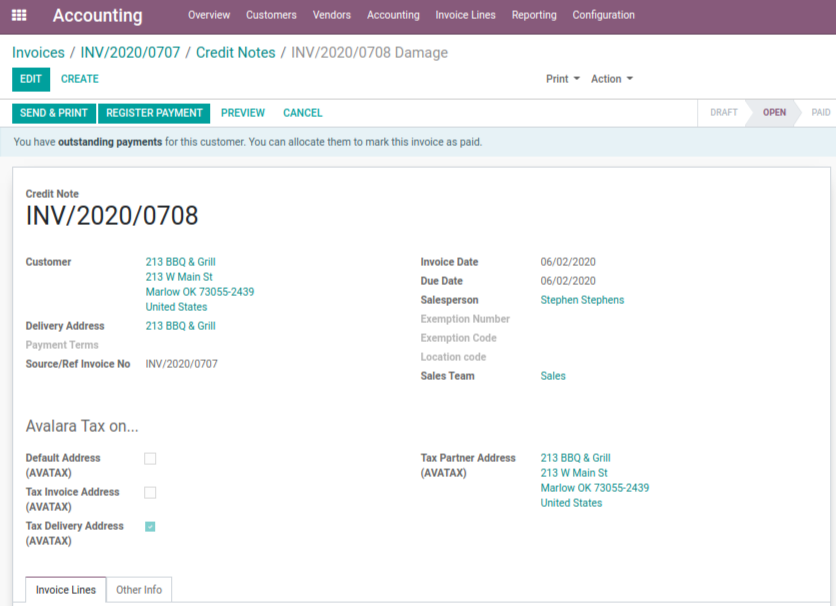 Accounting Overview Customers Vendors Accounting Invoice Lines Reporting Configuration
Invoices / INV/2020/0707 / Credit Notes / INV/2020/0708 Damage
EDIT CREATE Print Action
SEND & PRINT REGISTER PAYMENT PREVIEW CANCEL DRAFT OPEN PAID
You have outstanding payments for this customer. You can allocate them to mark this invoice as paid.
Credit Note
INV/2020/0708
Customer 213 BBQ & Grill
213 W Main St
Marlow OK 73055-2439
United States
Delivery Address 213 BBQ & Grill
Payment Terms
Source/Ref Invoice No INV/2020/0707
Invoice Date 06/02/2020
Due Date 06/02/2020
Salesperson Stephen Stephens
Exemption Number
Exemption Code
Location code
Sales Team Sales
Avalara Tax on...
Default Address
(AVATAX)
Tax Invoice Address
(AVATAX)
Tax Delivery Address
(AVATAX)
Tax Partner Address 213 BBQ & Grill
(AVATAX) 213 W Main St
Marlow OK 73055-2439
United States
Invoice Lines Other Info